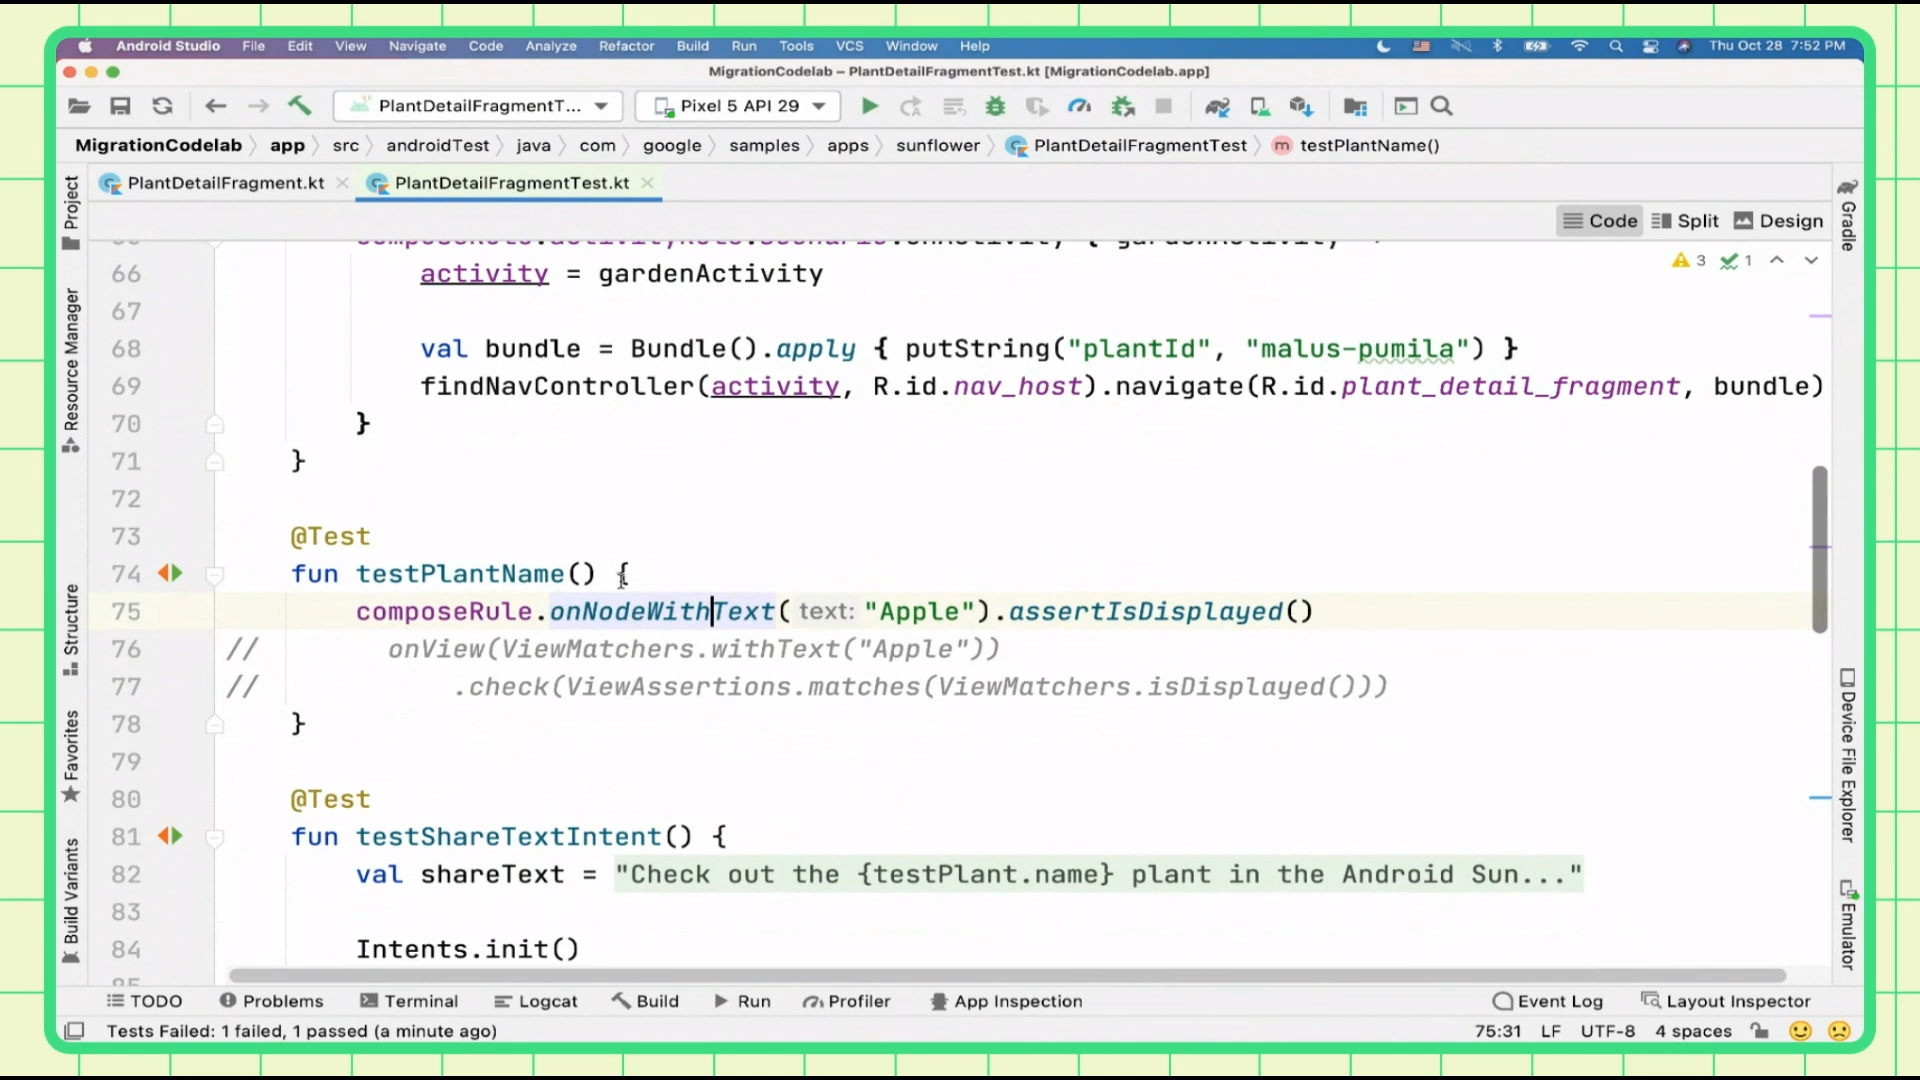 Android Studio File Edit View Navigate Code Analyze Refactor Build Run Tools VCS Window Help Thu Oct 28 7:52 PM
MigrationCodelab – PlantDetailFragmentTest.kt [MigrationCodelab.app]
PlantDetailFragmentT... Pixel 5 API 29
MigrationCodelab app src androidTest java com google samples apps sunflower PlantDetailFragmentTest m testPlantName()
PlantDetailFragment.kt PlantDetailFragmentTest.kt
Code Split Design
3 1
66 activity = gardenActivity
67
68 val bundle = Bundle().apply { putString("plantId", "malus-pumila") }
69 findNavController(activity, R.id.nav_host).navigate(R.id.plant_detail_fragment, bundle)
70 }
71 }
72
73 @Test
74 fun testPlantName() {
75 composeRule.onNodeWithText( text: "Apple").assertIsDisplayed()
76 // onView(ViewMatchers.withText("Apple"))
77 // .check(ViewAssertions.matches(ViewMatchers.isDisplayed()))
78 }
79
80 @Test
81 fun testShareTextIntent() {
82 val shareText = "Check out the {testPlant.name} plant in the Android Sun..."
83
84 Intents.init()
Project
Resource Manager
Structure
Favorites
Build Variants
Gradle
Device File Explorer
Emulator
TODO Problems Terminal Logcat Build Run Profiler App Inspection Event Log Layout Inspector
Tests Failed: 1 failed, 1 passed (a minute ago) 75:31 LF UTF-8 4 spaces